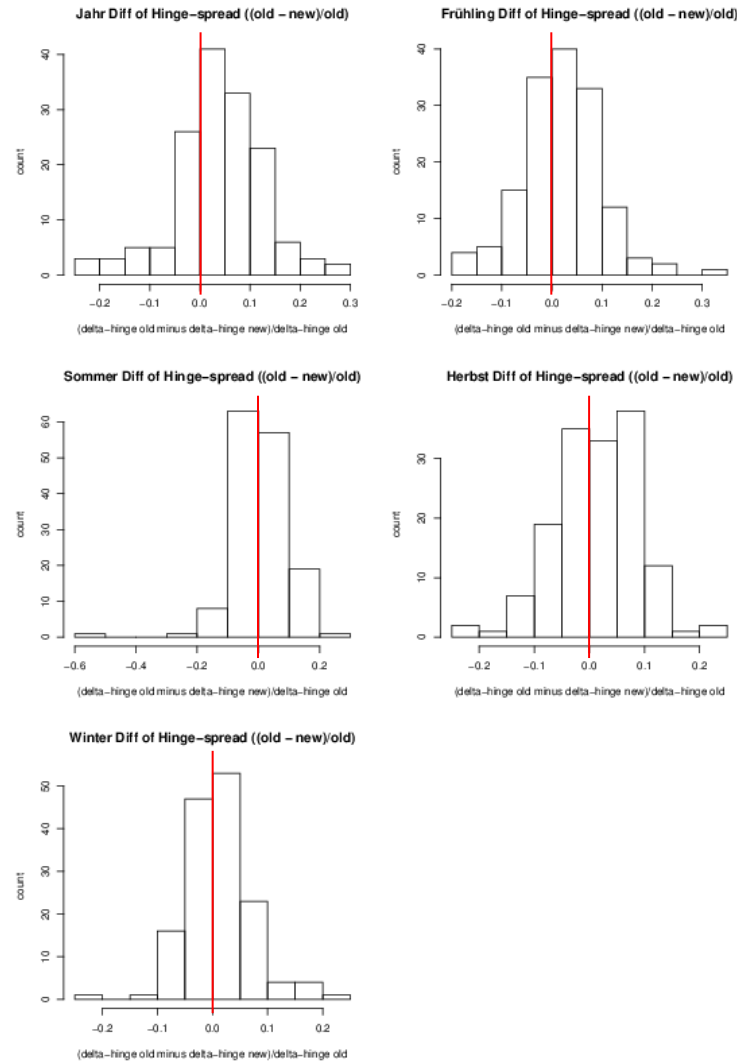 Jahr Diff of Hinge−spread ((old − new)/old)
count
40
30
20
10
0
−0.2 −0.1 0.0 0.1 0.2 0.3
(delta−hinge old minus delta−hinge new)/delta−hinge old
Frühling Diff of Hinge−spread ((old − new)/old)
count
40
30
20
10
0
−0.2 −0.1 0.0 0.1 0.2 0.3
(delta−hinge old minus delta−hinge new)/delta−hinge old
Sommer Diff of Hinge−spread ((old − new)/old)
count
60
50
40
30
20
10
0
−0.6 −0.4 −0.2 0.0 0.2
(delta−hinge old minus delta−hinge new)/delta−hinge old
Herbst Diff of Hinge−spread ((old − new)/old)
count
30
20
10
0
−0.2 −0.1 0.0 0.1 0.2
(delta−hinge old minus delta−hinge new)/delta−hinge old
Winter Diff of Hinge−spread ((old − new)/old)
count
50
40
30
20
10
0
−0.2 −0.1 0.0 0.1 0.2
(delta−hinge old minus delta−hinge new)/delta−hinge old